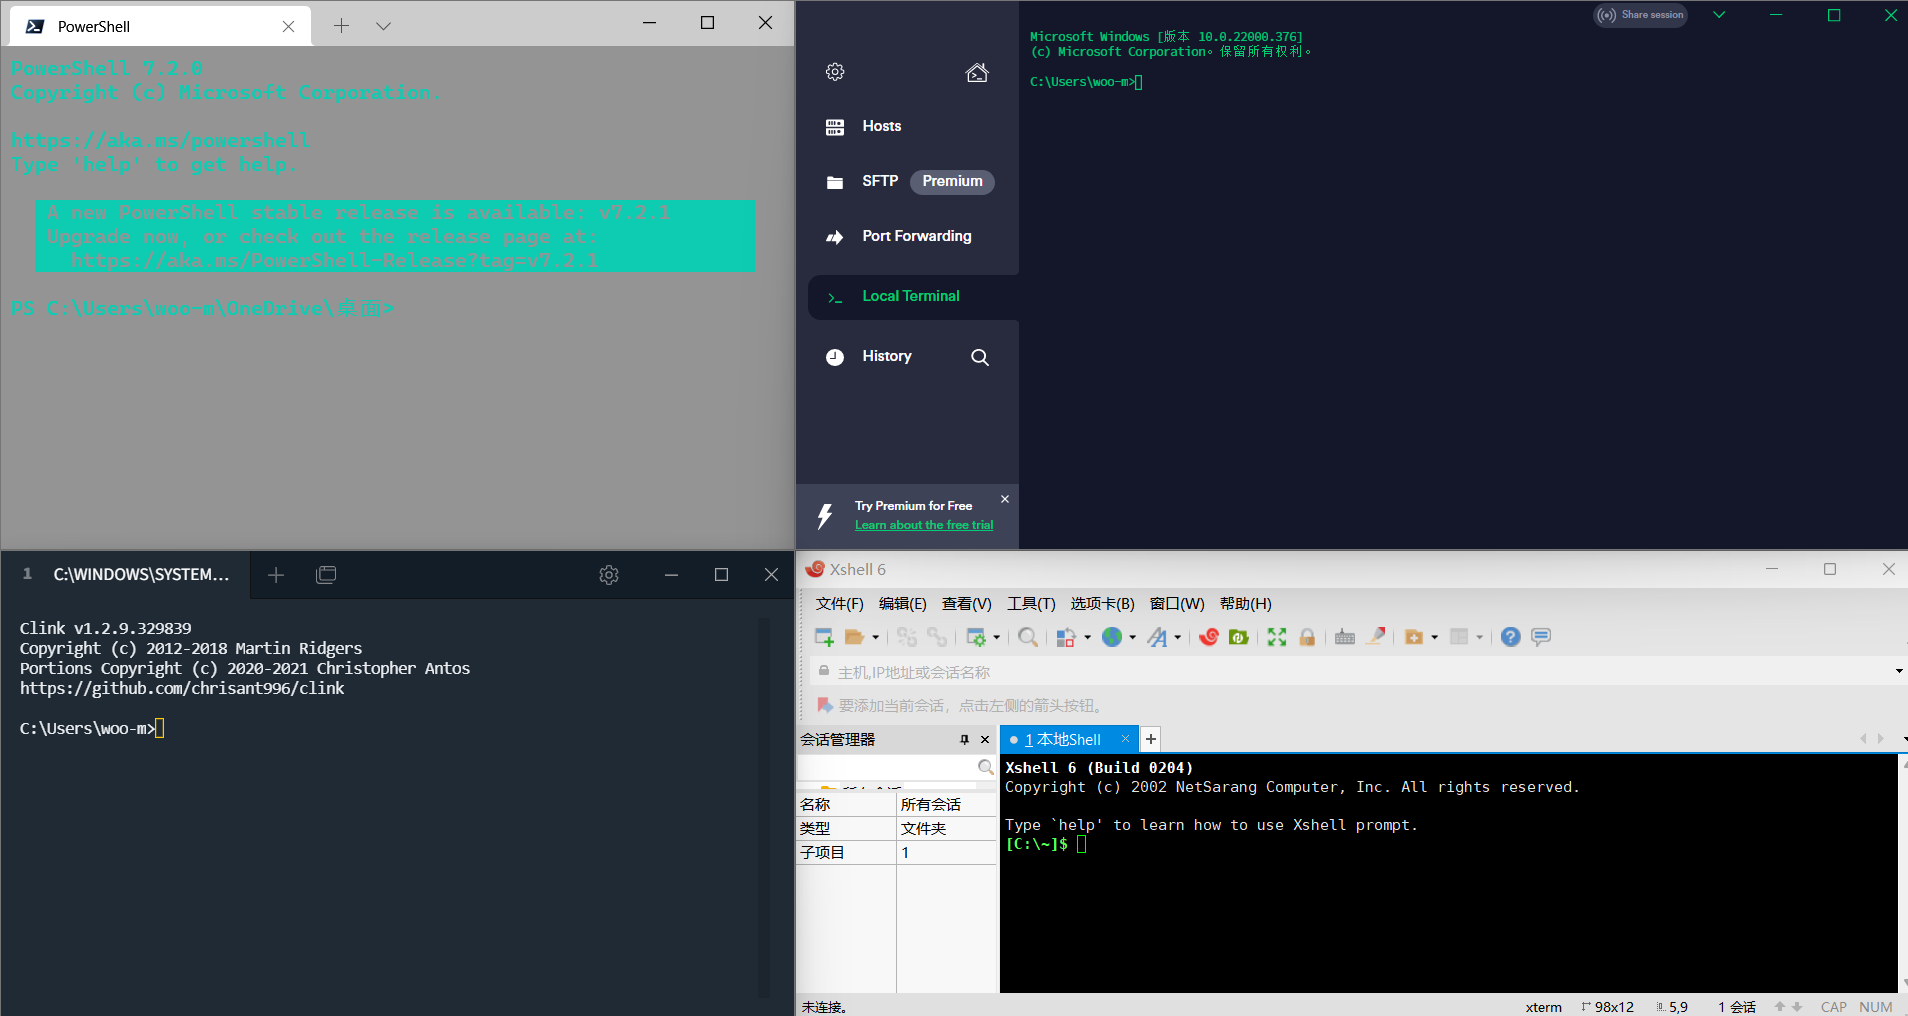 PowerShell
PowerShell 7.2.0
Copyright (c) Microsoft Corporation.
https://aka.ms/powershell
Type 'help' to get help.
A new PowerShell stable release is available: v7.2.1
Upgrade now, or check out the release page at:
https://aka.ms/PowerShell-Release?tag=v7.2.1
PS C:\Users\woo-m\OneDrive\桌面>
Share session
Hosts
SFTP Premium
Port Forwarding
Local Terminal
History
Try Premium for Free
Learn about the free trial
Microsoft Windows [版本 10.0.22000.376]
(c) Microsoft Corporation。保留所有权利。
C:\Users\woo-m>
1 C:\WINDOWS\SYSTEM...
Clink v1.2.9.329839
Copyright (c) 2012-2018 Martin Ridgers
Portions Copyright (c) 2020-2021 Christopher Antos
https://github.com/chrisant996/clink
C:\Users\woo-m>
Xshell 6
文件(F) 编辑(E) 查看(V) 工具(T) 选项卡(B) 窗口(W) 帮助(H)
主机,IP地址或会话名称
要添加当前会话，点击左侧的箭头按钮。
会话管理器
所有会话
名称 所有会话
类型 文件夹
子项目 1
1 本地Shell
Xshell 6 (Build 0204)
Copyright (c) 2002 NetSarang Computer, Inc. All rights reserved.
Type `help' to learn how to use Xshell prompt.
[C:\~]$
未连接。 xterm 98x12 5,9 1 会话 CAP NUM